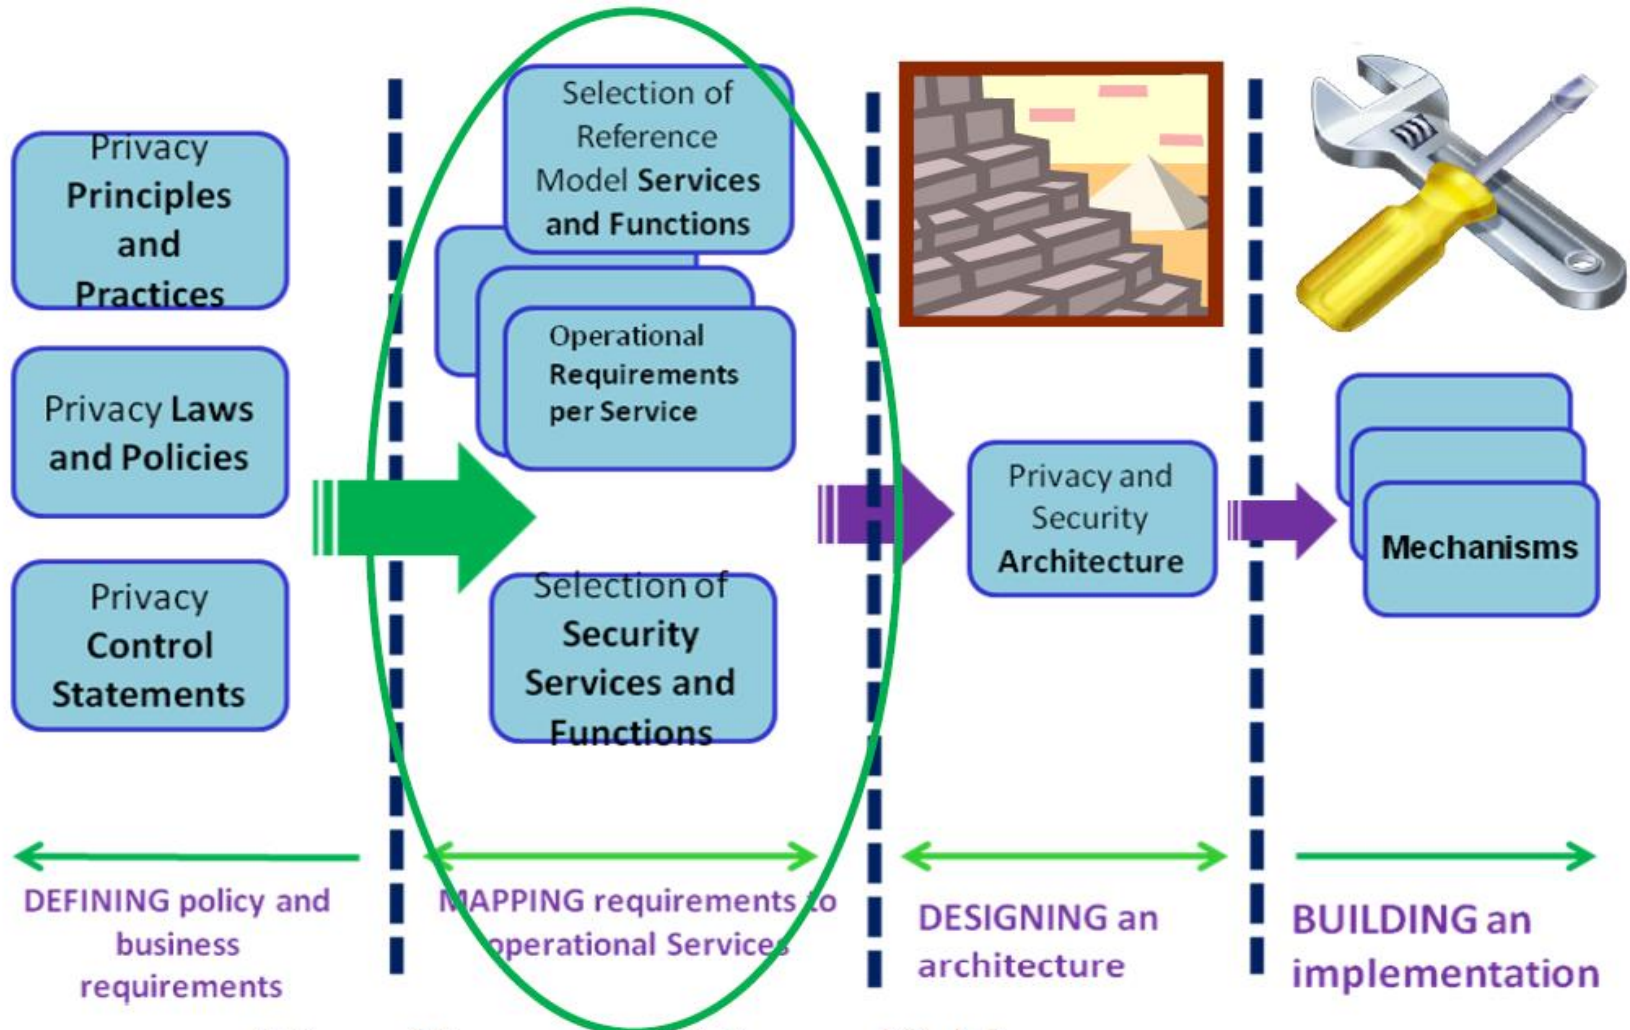 Privacy
Principles
and
Practices
Privacy Laws
and Policies
Privacy
Control
Statements
DEFINING policy and
business
requirements
Selection of
Reference
Model Services
and Functions
Operational
Requirements
per Service
Selection of
Security
Services and
Functions
MAPPING requirements to
operational Services
Privacy and
Security
Architecture
DESIGNING an
architecture
Mechanisms
BUILDING an
implementation